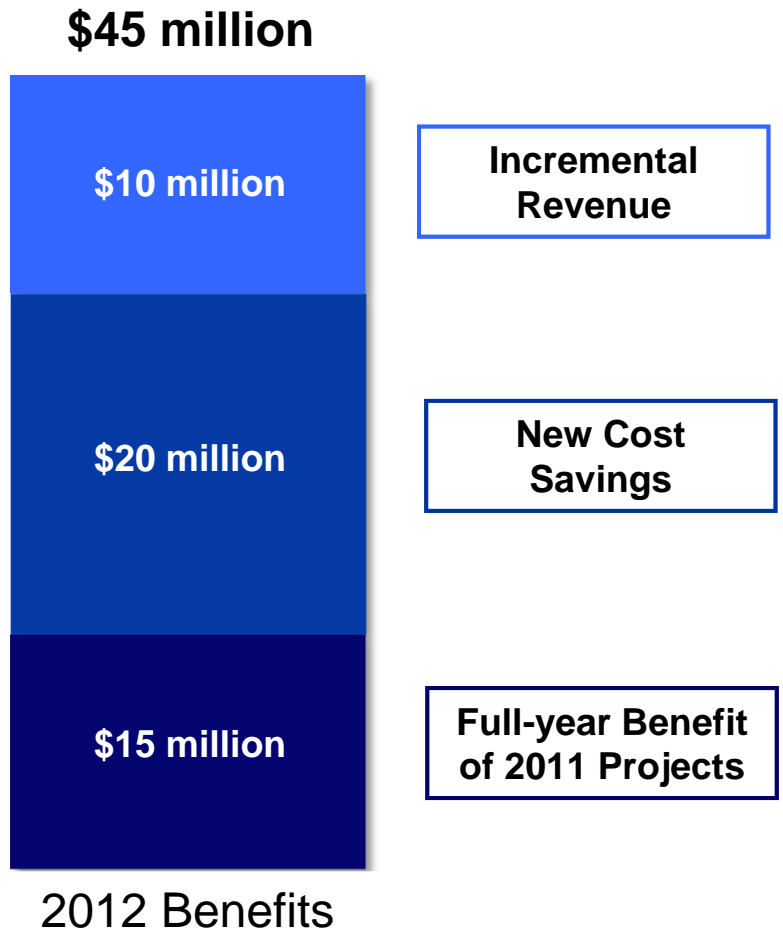 $45 million
$10 million
Incremental
Revenue
$20 million
New Cost
Savings
$15 million
Full-year Benefit
of 2011 Projects
2012 Benefits